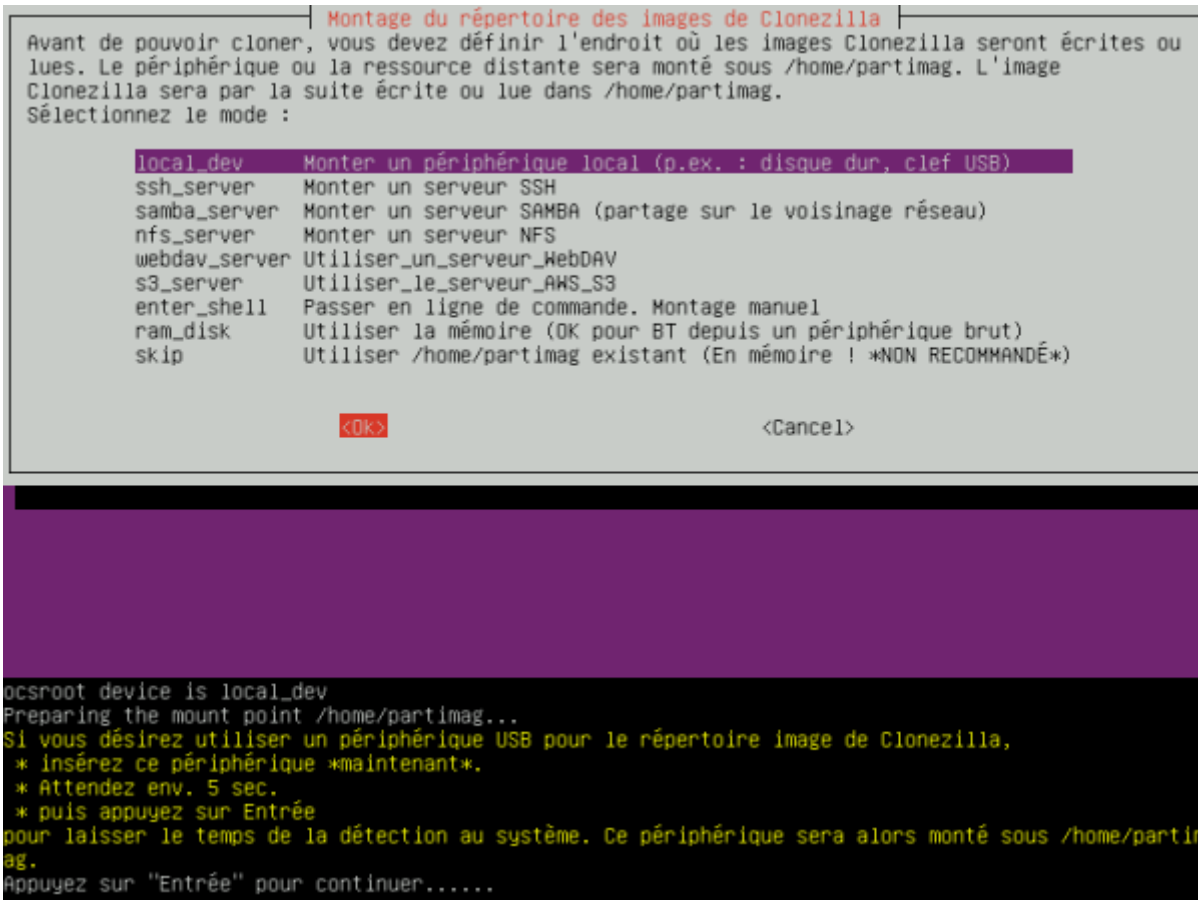 Montage du répertoire des images de Clonezilla
Avant de pouvoir cloner, vous devez définir l'endroit où les images Clonezilla seront écrites ou
lues. Le périphérique ou la ressource distante sera monté sous /home/partimag. L'image
Clonezilla sera par la suite écrite ou lue dans /home/partimag.
Sélectionnez le mode :
local_dev Monter un périphérique local (p.ex. : disque dur, clef USB)
ssh_server Monter un serveur SSH
samba_server Monter un serveur SAMBA (partage sur le voisinage réseau)
nfs_server Monter un serveur NFS
webdav_server Utiliser_un_serveur_WebDAV
s3_server Utiliser_le_serveur_AWS_S3
enter_shell Passer en ligne de commande. Montage manuel
ram_disk Utiliser la mémoire (OK pour BT depuis un périphérique brut)
skip Utiliser /home/partimag existant (En mémoire ! *NON RECOMMANDÉ*)
<Ok> <Cancel>
ocsroot device is local_dev
Preparing the mount point /home/partimag...
Si vous désirez utiliser un périphérique USB pour le répertoire image de Clonezilla,
* insérez ce périphérique *maintenant*.
* Attendez env. 5 sec.
* puis appuyez sur Entrée
pour laisser le temps de la détection au système. Ce périphérique sera alors monté sous /home/partim
ag.
Appuyez sur "Entrée" pour continuer......